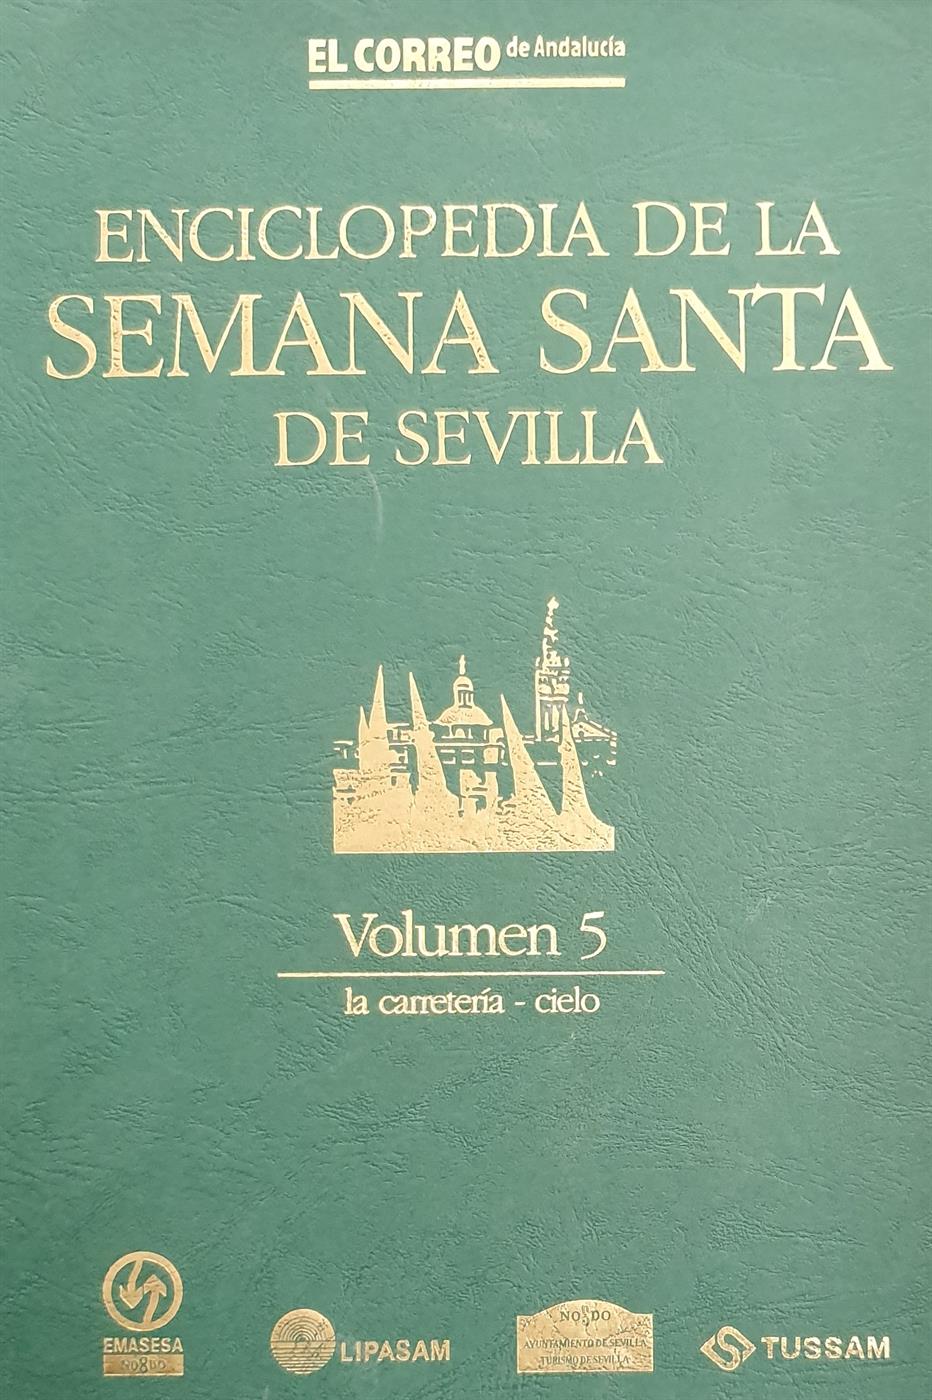 EL CORREO de Andalucía
ENCICLOPEDIA DE LA
SEMANA SANTA
DE SEVILLA
Volumen 5
la carretería - cielo
EMASESA
NO8DO
LIPASAM
NO8DO
AYUNTAMIENTO DE SEVILLA
TURISMO DE SEVILLA
TUSSAM